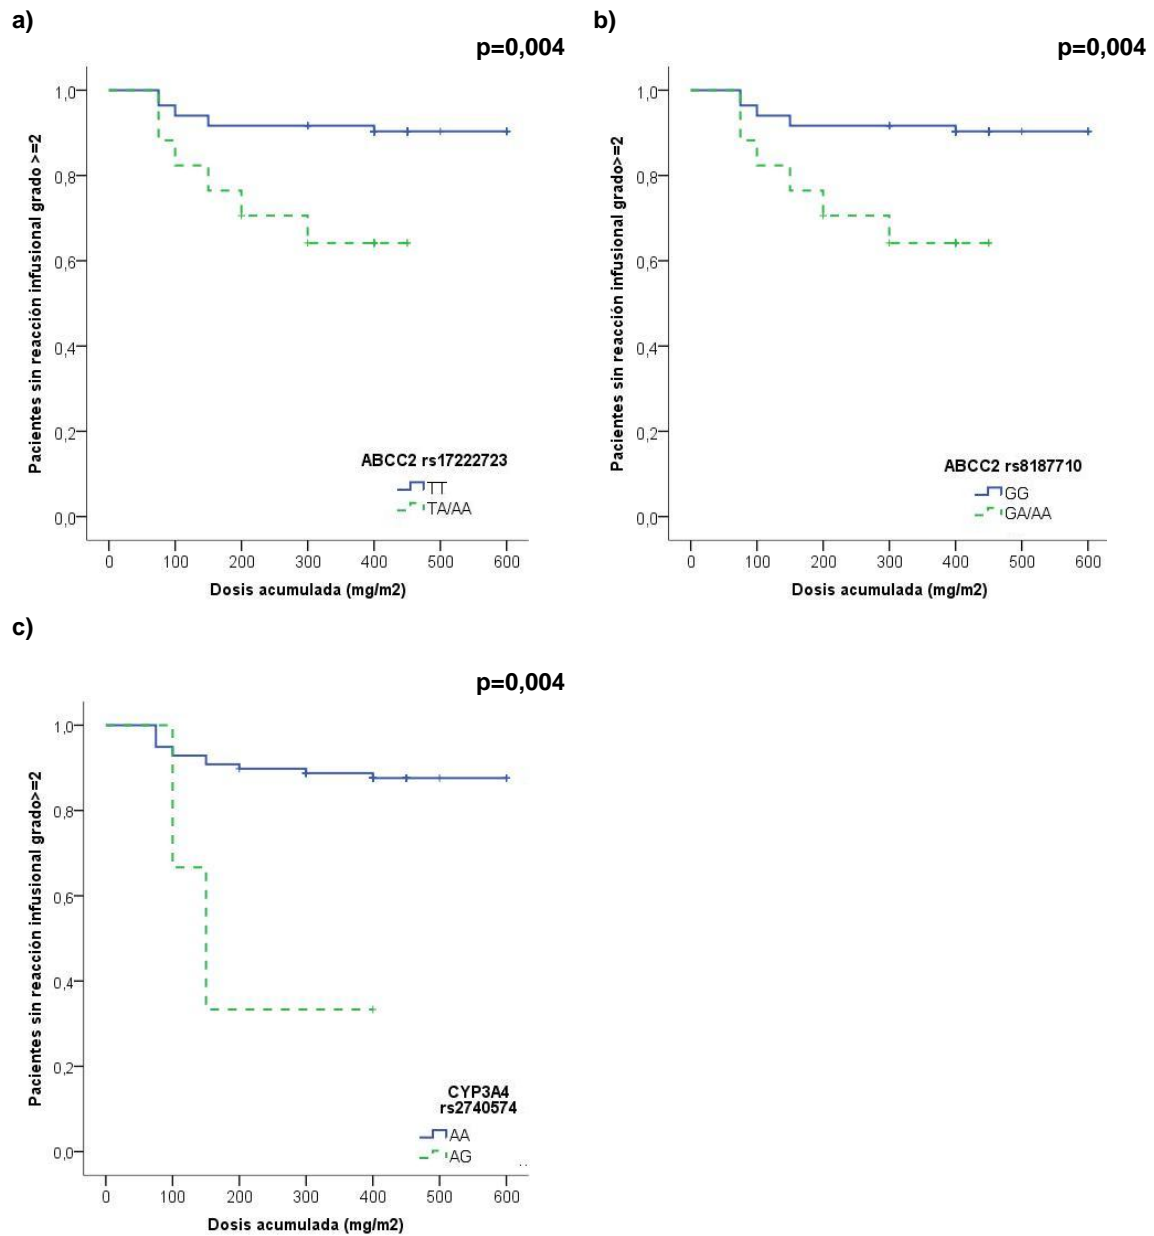 a)
p=0,004
1,0
0,8
0,6
0,4
0,2
0,0
Pacientes sin reacción infusional grado >=2
ABCC2 rs17222723
TT
TA/AA
0 100 200 300 400 500 600
Dosis acumulada (mg/m2)
b)
p=0,004
1,0
0,8
0,6
0,4
0,2
0,0
Pacientes sin reacción infusional grado>=2
ABCC2 rs8187710
GG
GA/AA
0 100 200 300 400 500 600
Dosis acumulada (mg/m2)
c)
p=0,004
1,0
0,8
0,6
0,4
0,2
0,0
Pacientes sin reacción infusional grado>=2
CYP3A4
rs2740574
AA
AG
0 100 200 300 400 500 600
Dosis acumulada (mg/m2)